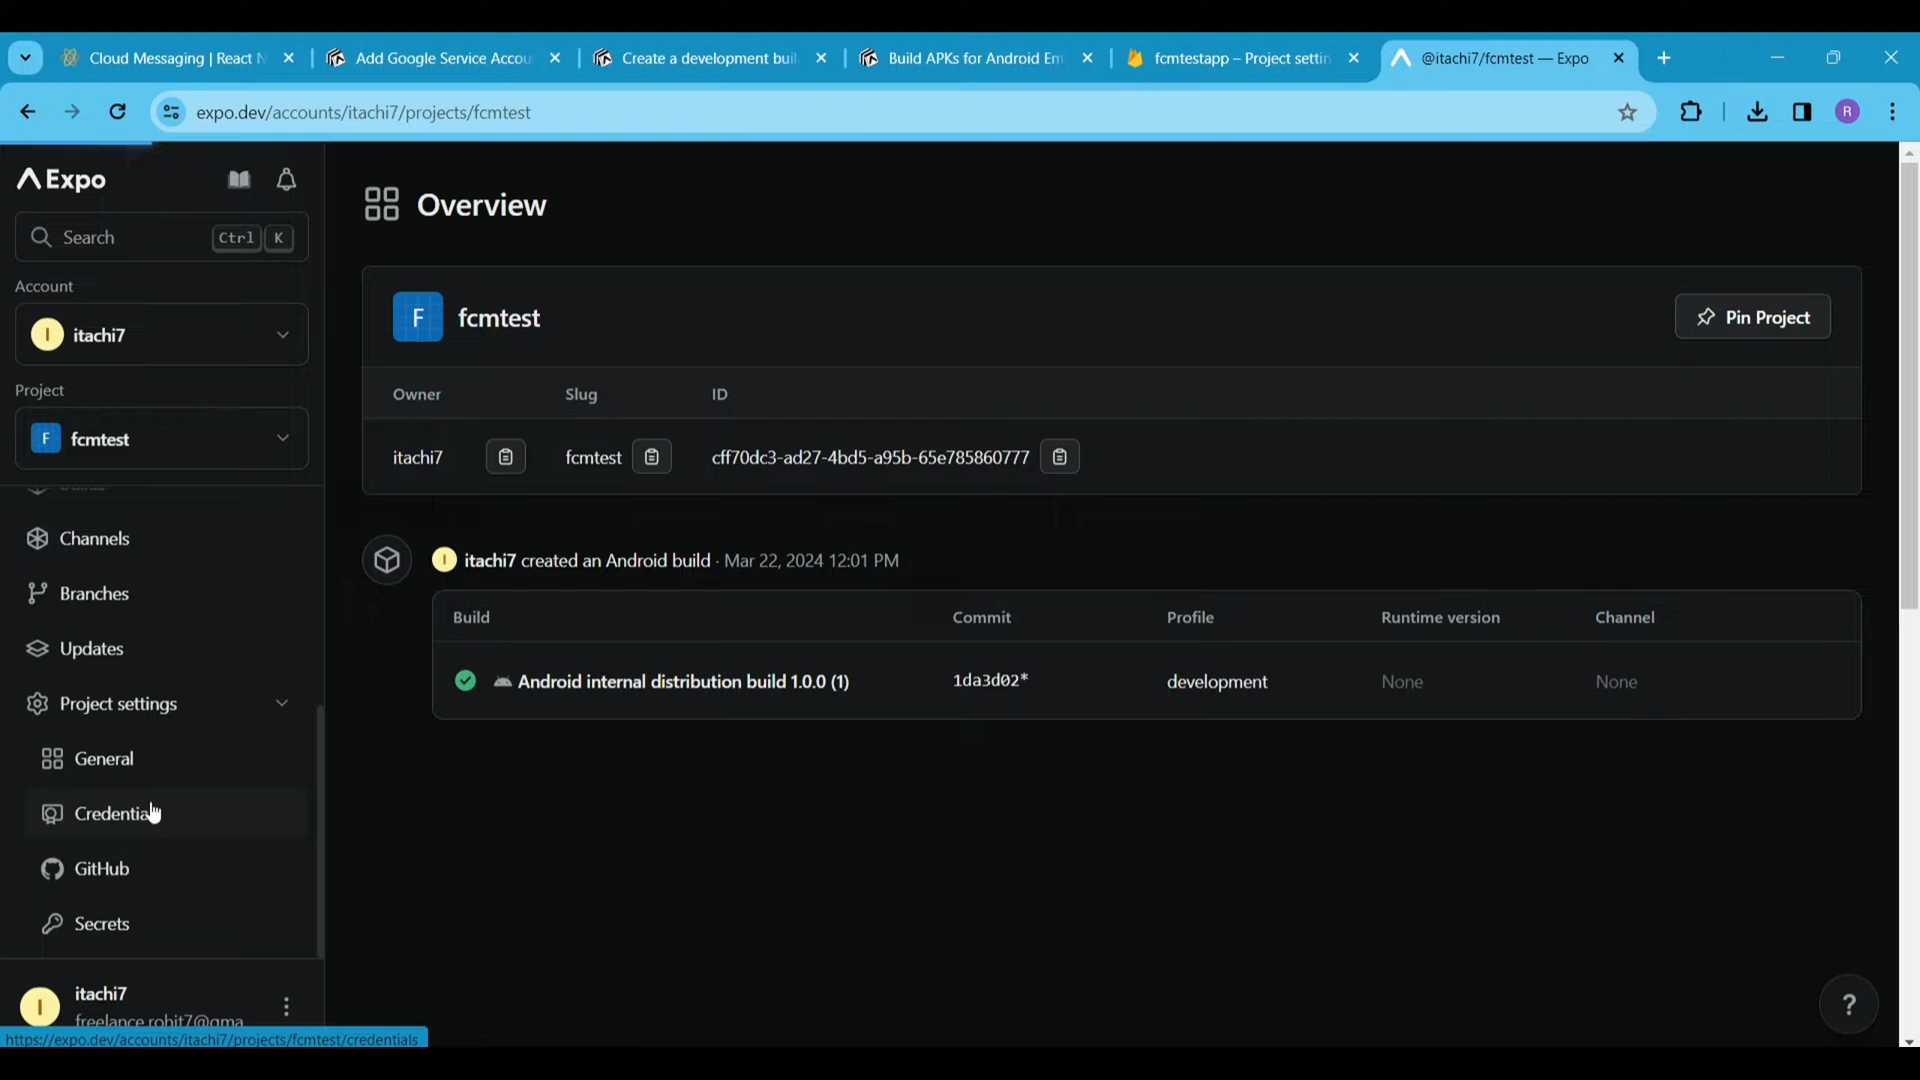 Cloud Messaging | React N
Add Google Service Accou
Create a development buil
Build APKs for Android Em
fcmtestapp – Project settin
@itachi7/fcmtest — Expo
expo.dev/accounts/itachi7/projects/fcmtest
R
Expo
Search
Ctrl K
Account
I itachi7
Project
F fcmtest
Channels
Branches
Updates
Project settings
General
Credentia
GitHub
Secrets
I itachi7
freelance.rohit7@gma
https://expo.dev/accounts/itachi7/projects/fcmtest/credentials
Overview
F fcmtest
Pin Project
Owner Slug ID
itachi7 fcmtest cff70dc3-ad27-4bd5-a95b-65e785860777
I itachi7 created an Android build · Mar 22, 2024 12:01 PM
Build Commit Profile Runtime version Channel
Android internal distribution build 1.0.0 (1) 1da3d02* development None None
?